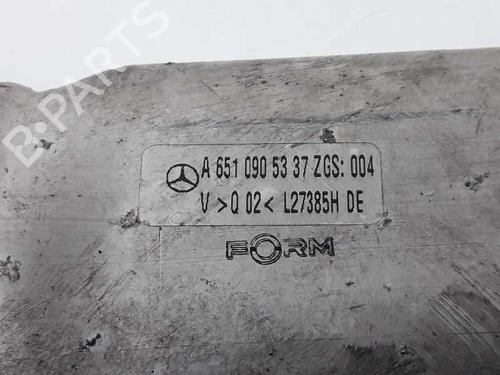 B-PARTS
A 651 090 53 37 ZGS: 004
V > Q 02 < L27385H DE
FORM